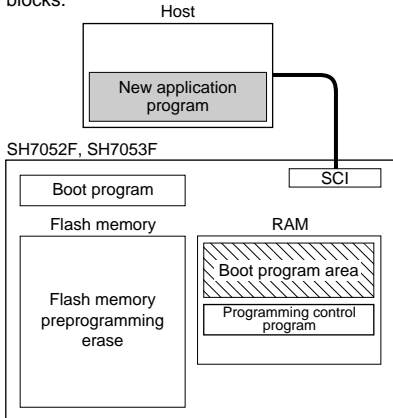 blocks.
Host
New application
program
SH7052F, SH7053F
SCI
Boot program
Flash memory
RAM
Boot program area
Flash memory
preprogramming
erase
Programming control
program